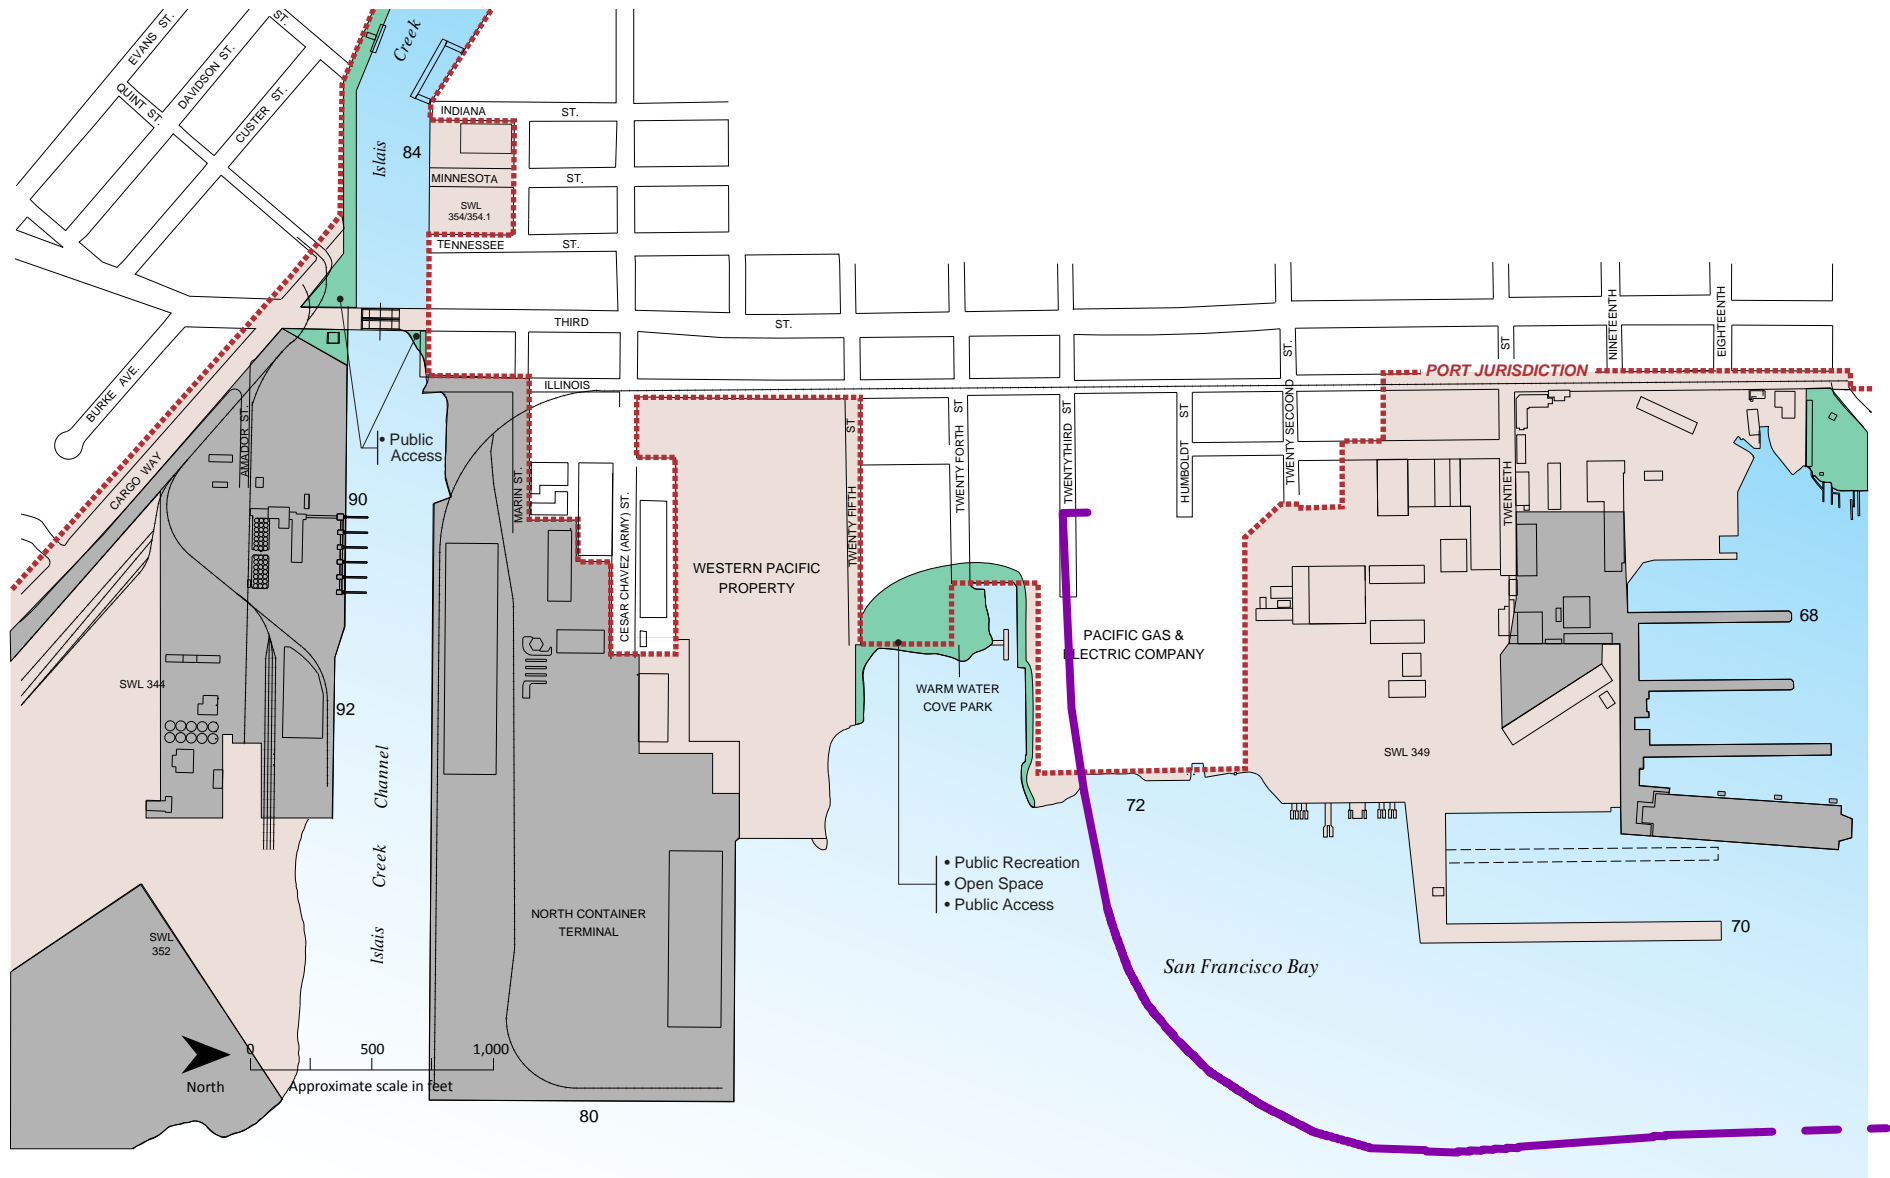 EVANS ST.
ST.
DAVIDSON ST.
QUINT ST.
CUSTER ST.
Creek
Islais
84
INDIANA ST.
MINNESOTA ST.
SWL
354/354.1
TENNESSEE ST.
THIRD ST.
ILLINOIS
NINETEENTH
EIGHTEENTH
ST.
ST
PORT JURISDICTION
BURKE AVE.
CARGO WAY
AMADOR ST.
• Public
Access
90
MARIN ST.
CESAR CHAVEZ (ARMY) ST.
WESTERN PACIFIC
PROPERTY
TWENTY FIFTH ST
TWENTY FORTH ST
TWENTYTHIRD ST
HUMBOLDT ST
TWENTY SECOOND
TWENTIETH
68
PACIFIC GAS &
ELECTRIC COMPANY
SWL 344
92
WARM WATER
COVE PARK
SWL 349
72
Islais Creek Channel
• Public Recreation
• Open Space
• Public Access
NORTH CONTAINER
TERMINAL
SWL
352
70
San Francisco Bay
0 500 1,000
North
Approximate scale in feet
80